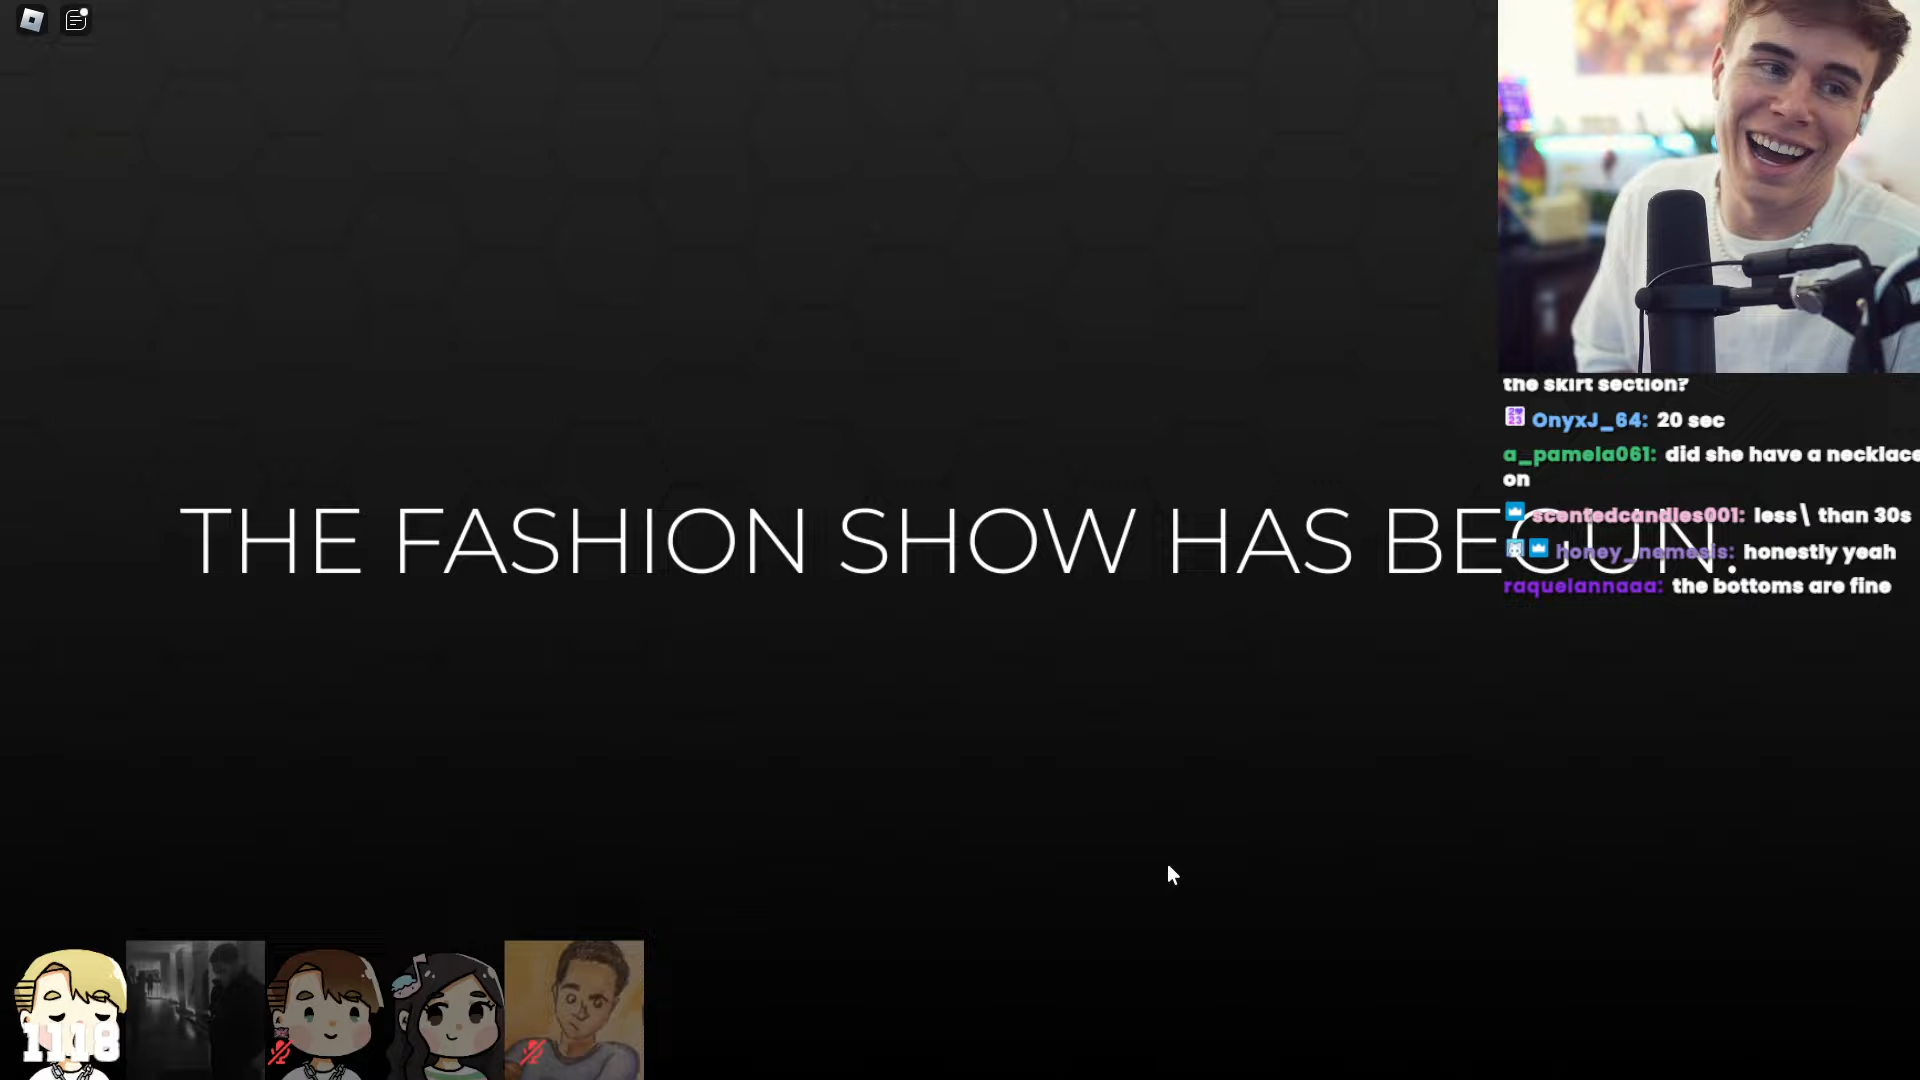 the skirt section?
OnyxJ_64: 20 sec
a_pamela061: did she have a necklace
on
scentedcandles001: less\ than 30s
honey_nemesis: honestly yeah
raquelannaaa: the bottoms are fine
THE FASHION SHOW HAS BEGUN.
1118